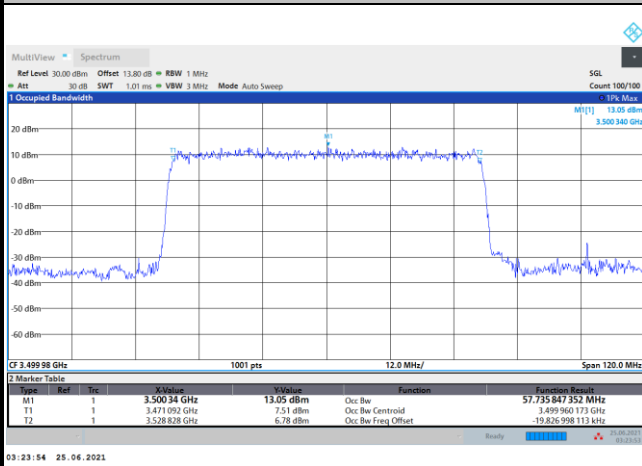 MultiView Spectrum
Ref Level 30.00 dBm Offset 13.80 dB RBW 1 MHz SGL
Att 30 dB SWT 1.01 ms VBW 3 MHz Mode Auto Sweep Count 100/100
1 Occupied Bandwidth 1Pk Max
M1[1] 13.05 dBm
3.500 340 GHz
20 dBm
M1
T1 T2
10 dBm
0 dBm
-10 dBm
-20 dBm
-30 dBm
-40 dBm
-50 dBm
-60 dBm
CF 3.499 98 GHz 1001 pts 12.0 MHz/ Span 120.0 MHz
2 Marker Table
Type Ref Trc X-Value Y-Value Function Function Result
M1 1 3.500 34 GHz 13.05 dBm Occ Bw 57.735 847 352 MHz
T1 1 3.471 092 GHz 7.51 dBm Occ Bw Centroid 3.499 960 173 GHz
T2 1 3.528 828 GHz 6.78 dBm Occ Bw Freq Offset -19.826 998 113 kHz
Ready 25.06.2021
03:23:53
03:23:54 25.06.2021